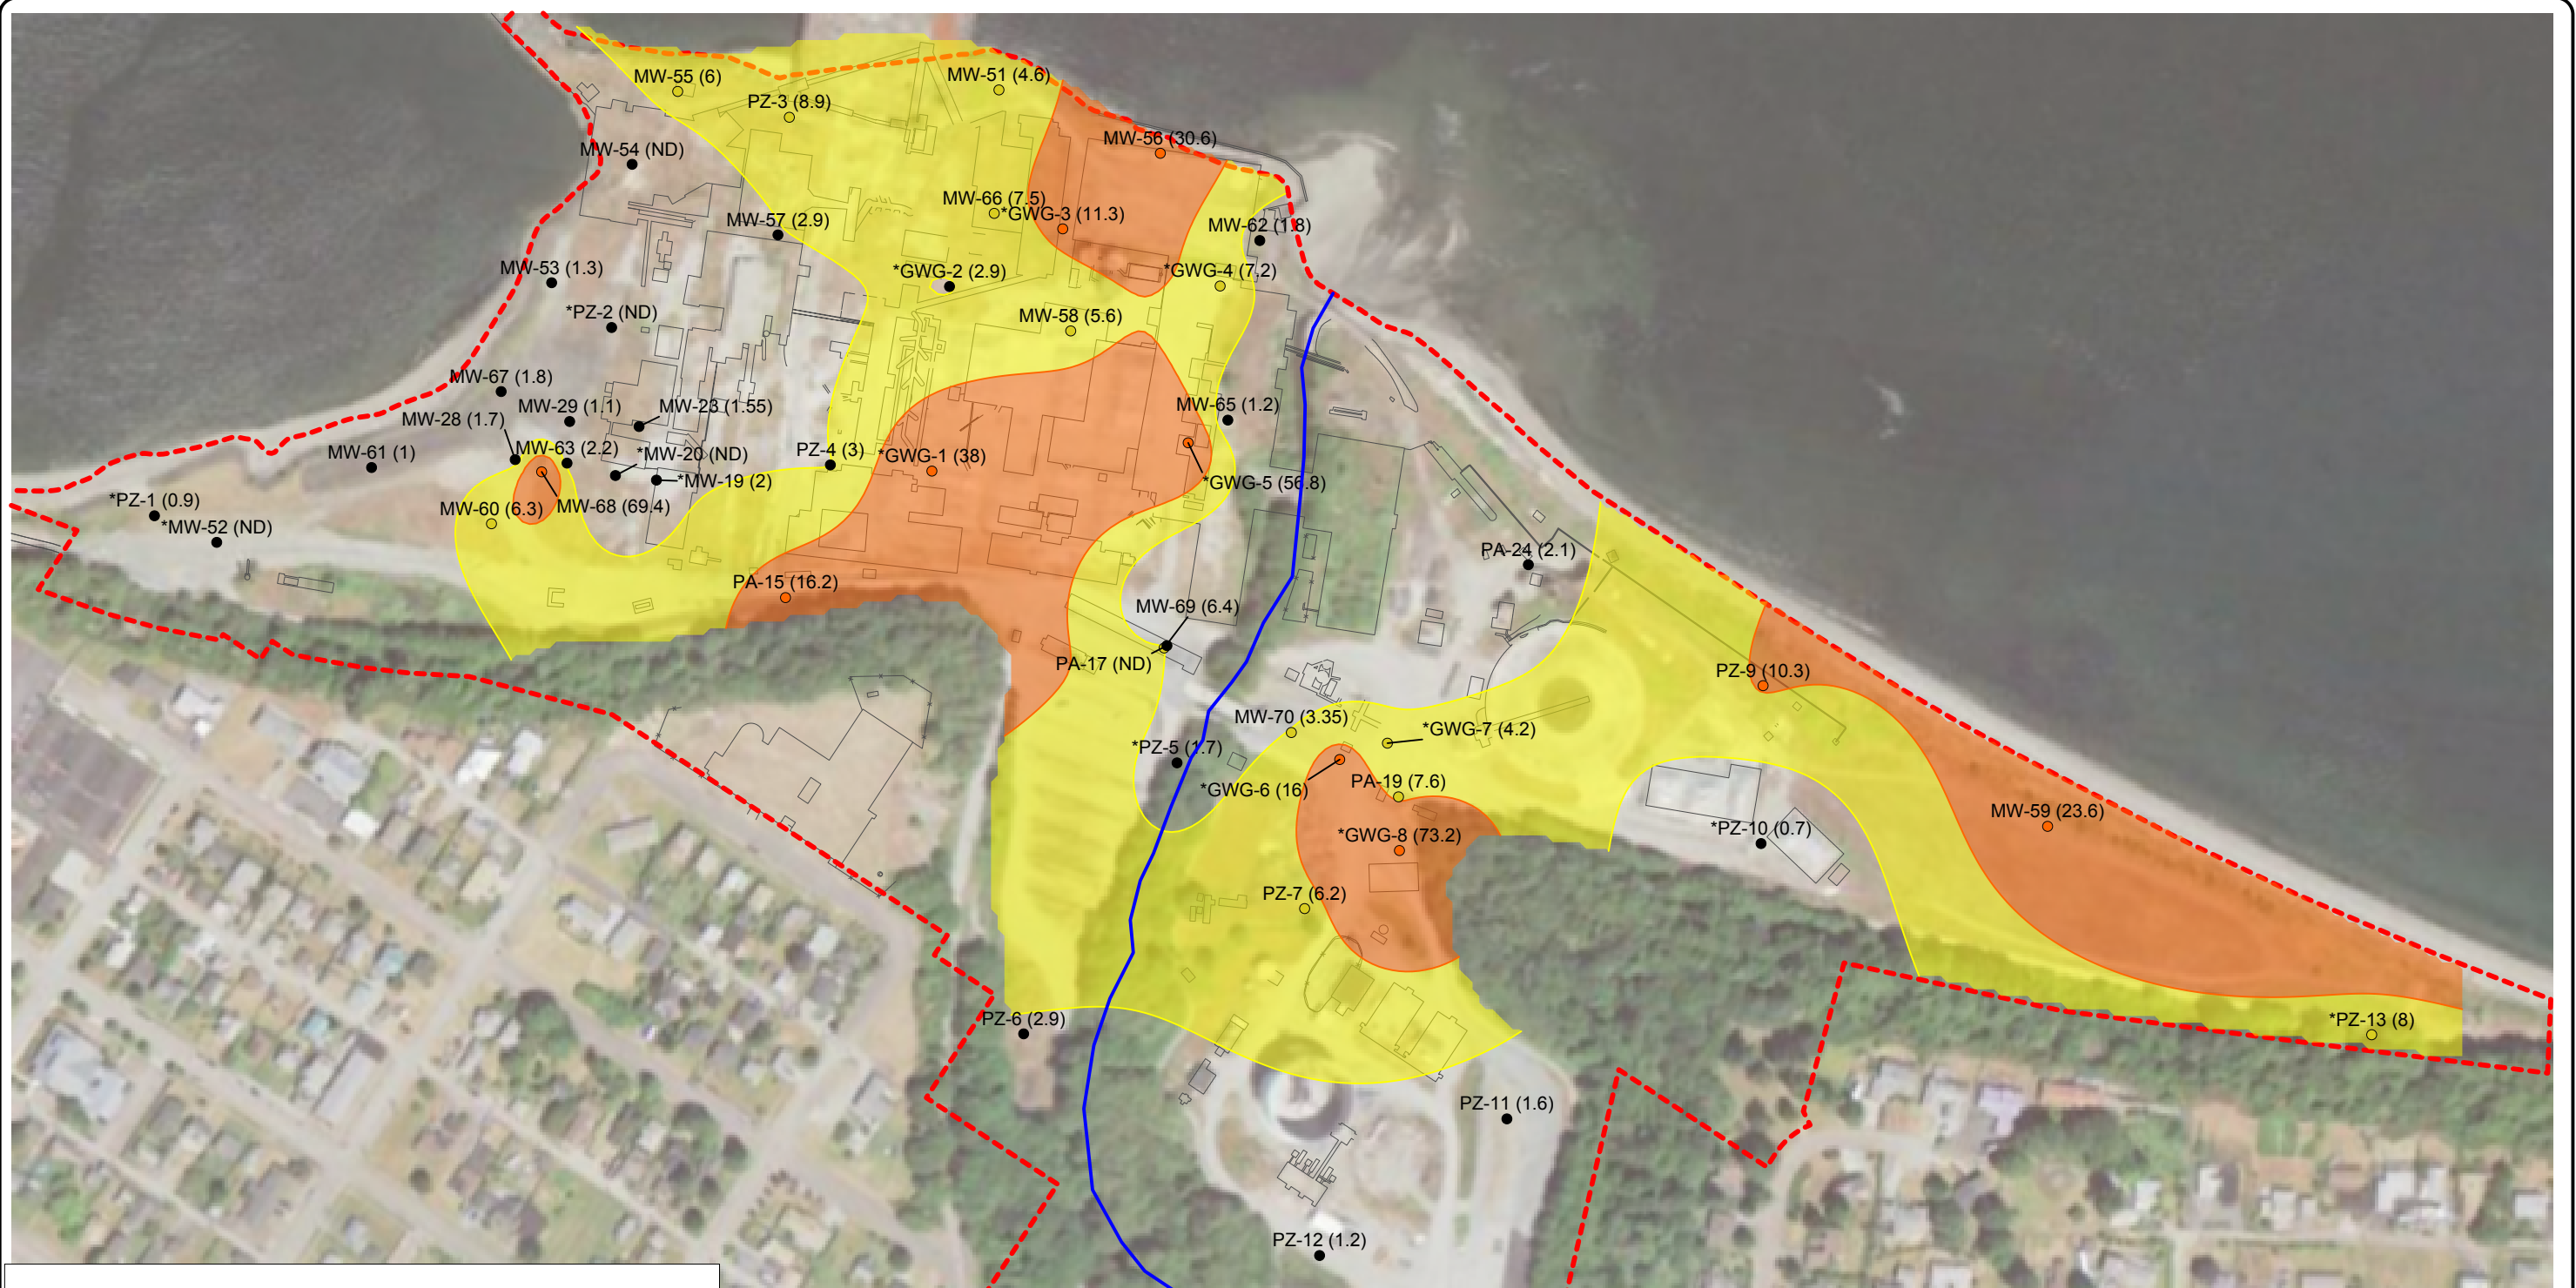 MW-55 (6)
MW-51 (4.6)
PZ-3 (8.9)
MW-56 (30.6)
MW-54 (ND)
MW-66 (7.5)
*GWG-3 (11.3)
MW-57 (2.9)
MW-62 (1.8)
MW-53 (1.3)
*GWG-2 (2.9)
*GWG-4 (7.2)
*PZ-2 (ND)
MW-58 (5.6)
MW-67 (1.8)
MW-29 (1.1)
MW-23 (1.55)
MW-65 (1.2)
MW-28 (1.7)
MW-61 (1)
MW-63 (2.2)
*MW-20 (ND)
PZ-4 (3)
*GWG-1 (38)
*MW-19 (2)
*GWG-5 (56.8)
*PZ-1 (0.9)
MW-60 (6.3)
MW-68 (69.4)
*MW-52 (ND)
PA-24 (2.1)
PA-15 (16.2)
MW-69 (6.4)
PA-17 (ND)
PZ-9 (10.3)
MW-70 (3.35)
*GWG-7 (4.2)
*PZ-5 (1.7)
PA-19 (7.6)
*GWG-6 (16)
MW-59 (23.6)
*PZ-10 (0.7)
*GWG-8 (73.2)
PZ-7 (6.2)
PZ-6 (2.9)
*PZ-13 (8)
PZ-11 (1.6)
PZ-12 (1.2)